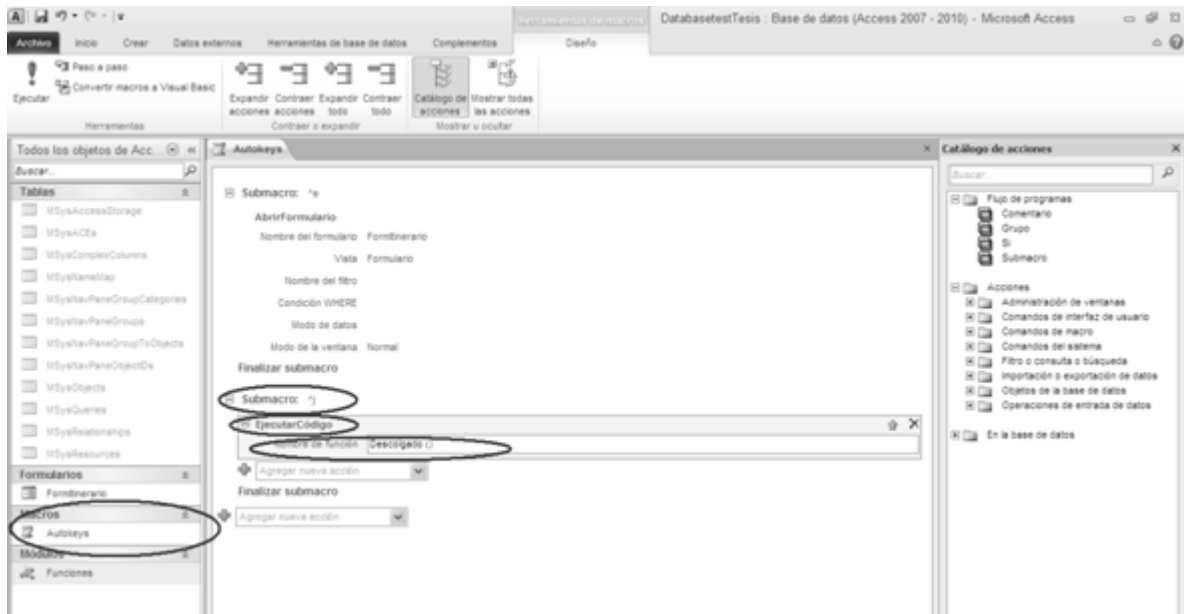 Herramientas de macros
DatabasetestTesis : Base de datos (Access 2007 - 2010) - Microsoft Access
Archivo Inicio Crear Datos externos Herramientas de base de datos Complementos Diseño
Ejecutar
Paso a paso
Convertir macros a Visual Basic
Herramientas
Expandir acciones
Contraer acciones
Expandir todo
Contraer todo
Contraer o expandir
Catálogo de acciones
Mostrar todas las acciones
Mostrar u ocultar
Todos los objetos de Acc...
Buscar...
Tablas
MSysAccessStorage
MSysACEs
MSysComplexColumns
MSysNameMap
MSysNavPaneGroupCategories
MSysNavPaneGroups
MSysNavPaneGroupToObjects
MSysNavPaneObjectIDs
MSysObjects
MSysQueries
MSysRelationships
MSysResources
Formularios
FormItinerario
Macros
Autokeys
Módulos
Funciones
Autokeys
Submacro: ^e
AbrirFormulario
Nombre del formulario FormItinerario
Vista Formulario
Nombre del filtro
Condición WHERE
Modo de datos
Modo de la ventana Normal
Finalizar submacro
Submacro: ^j
EjecutarCódigo
Nombre de función Descolgado ()
Agregar nueva acción
Finalizar submacro
Agregar nueva acción
Catálogo de acciones
Buscar...
Flujo de programas
Comentario
Grupo
Si
Submacro
Acciones
Administración de ventanas
Comandos de interfaz de usuario
Comandos de macro
Comandos del sistema
Filtro o consulta o búsqueda
Importación o exportación de datos
Objetos de la base de datos
Operaciones de entrada de datos
En la base de datos